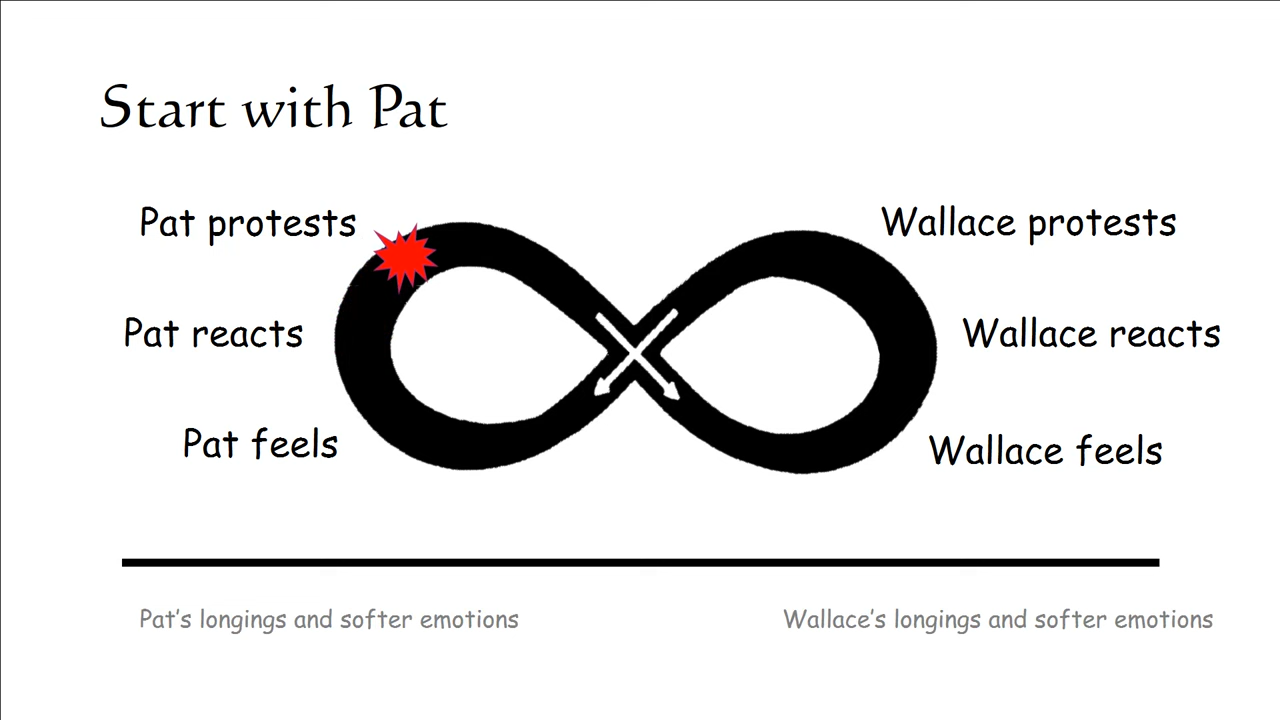 Start with Pat
Pat protests
Wallace protests
Pat reacts
Wallace reacts
Pat feels
Wallace feels
Pat’s longings and softer emotions
Wallace’s longings and softer emotions